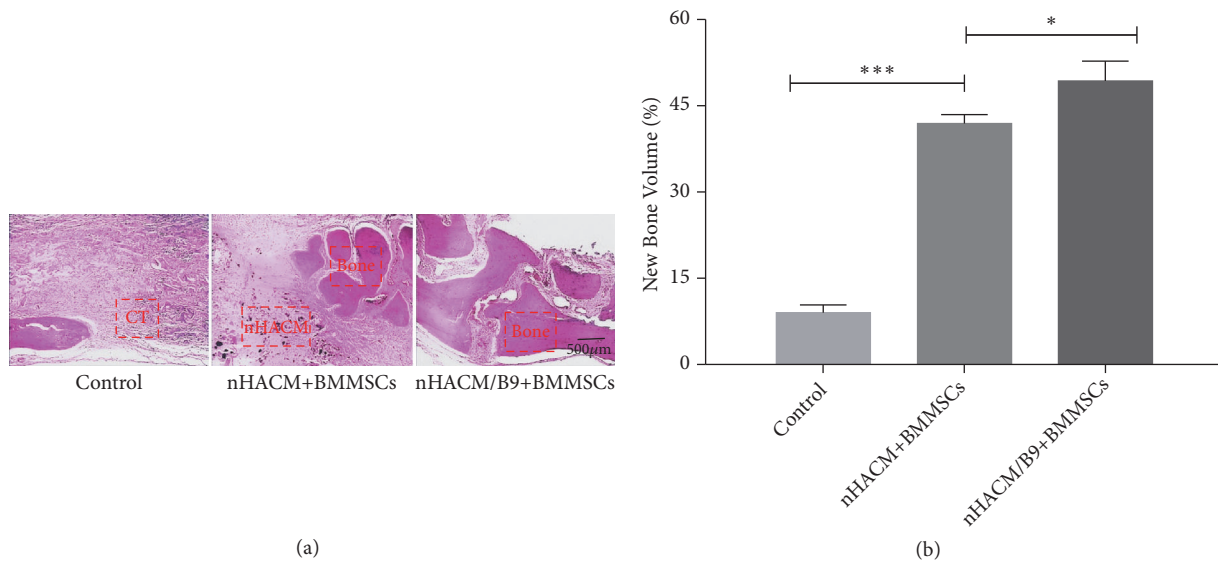 CT
Bone
nHACM
Bone
500μm
Control
nHACM+BMMSCs
nHACM/B9+BMMSCs
(a)
60
45
30
15
0
New Bone Volume (%)
***
*
Control
nHACM+BMMSCs
nHACM/B9+BMMSCs
(b)